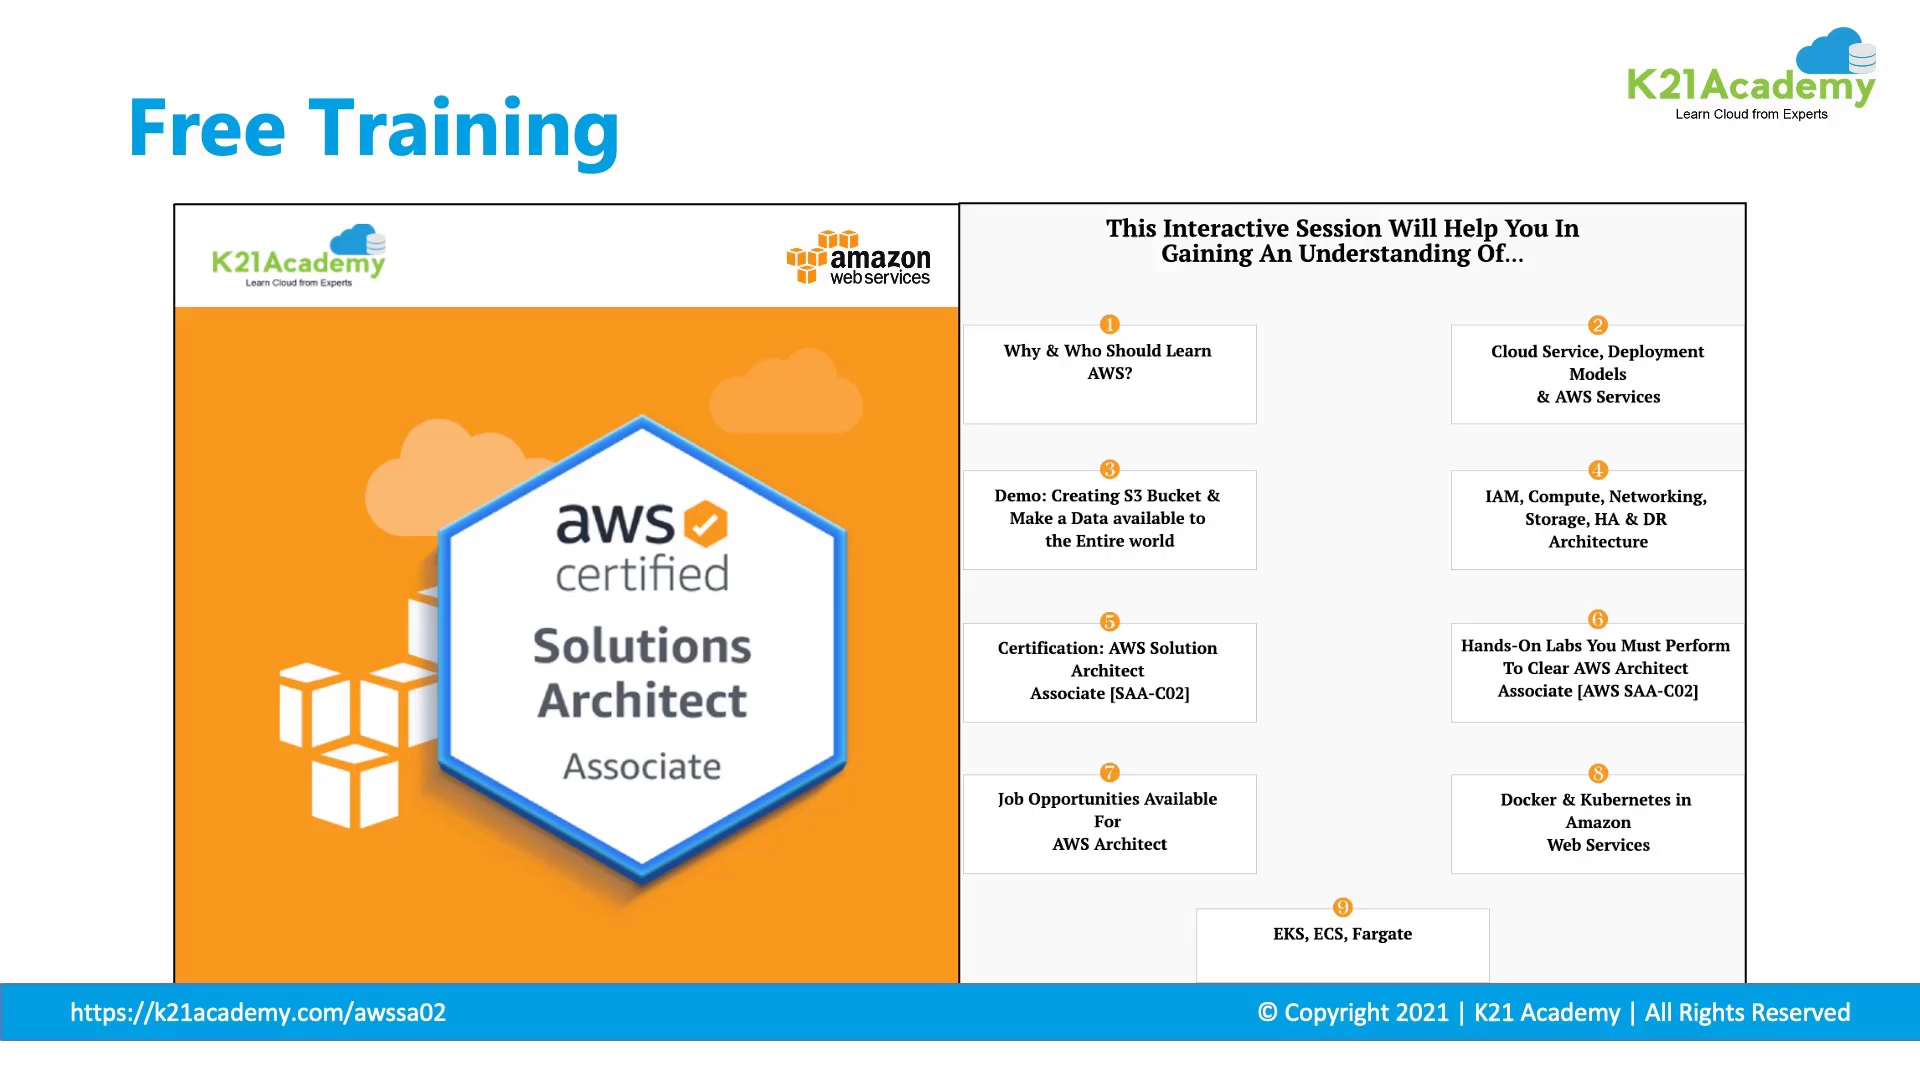 K21Academy
Learn Cloud from Experts
Free Training
K21Academy
Learn Cloud from Experts
amazon
webservices
aws
certified
Solutions
Architect
Associate
This Interactive Session Will Help You In
Gaining An Understanding Of...
1
Why & Who Should Learn
AWS?
2
Cloud Service, Deployment
Models
& AWS Services
3
Demo: Creating S3 Bucket &
Make a Data available to
the Entire world
4
IAM, Compute, Networking,
Storage, HA & DR
Architecture
5
Certification: AWS Solution
Architect
Associate [SAA-C02]
6
Hands-On Labs You Must Perform
To Clear AWS Architect
Associate [AWS SAA-C02]
7
Job Opportunities Available
For
AWS Architect
8
Docker & Kubernetes in
Amazon
Web Services
9
EKS, ECS, Fargate
https://k21academy.com/awssa02
© Copyright 2021 | K21 Academy | All Rights Reserved